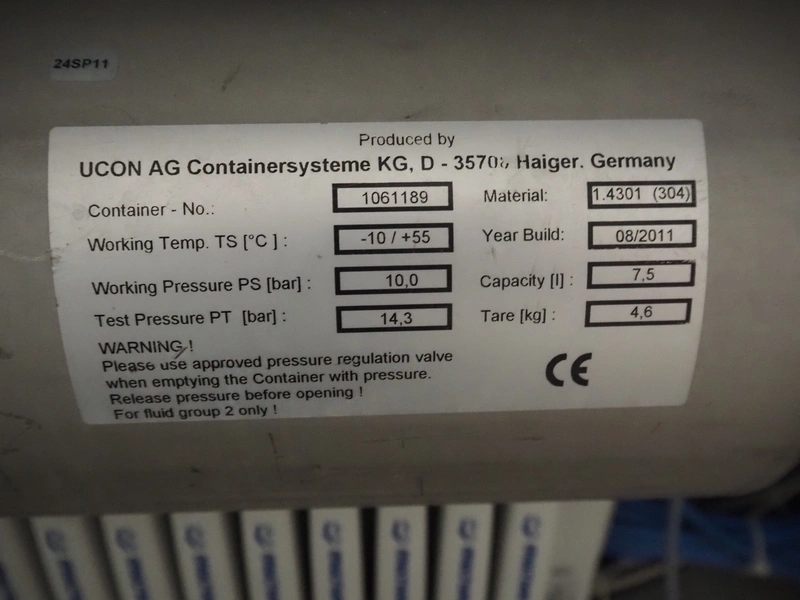 24SP11
Produced by
UCON AG Containersysteme KG, D - 35708, Haiger. Germany
Container - No.: 1061189 Material: 1.4301 (304)
Working Temp. TS [°C ] : -10 / +55 Year Build: 08/2011
Working Pressure PS [bar] : 10,0 Capacity [l] : 7,5
Test Pressure PT [bar] : 14,3 Tare [kg] : 4,6
WARNING !
Please use approved pressure regulation valve
when emptying the Container with pressure.
Release pressure before opening !
For fluid group 2 only !
CE